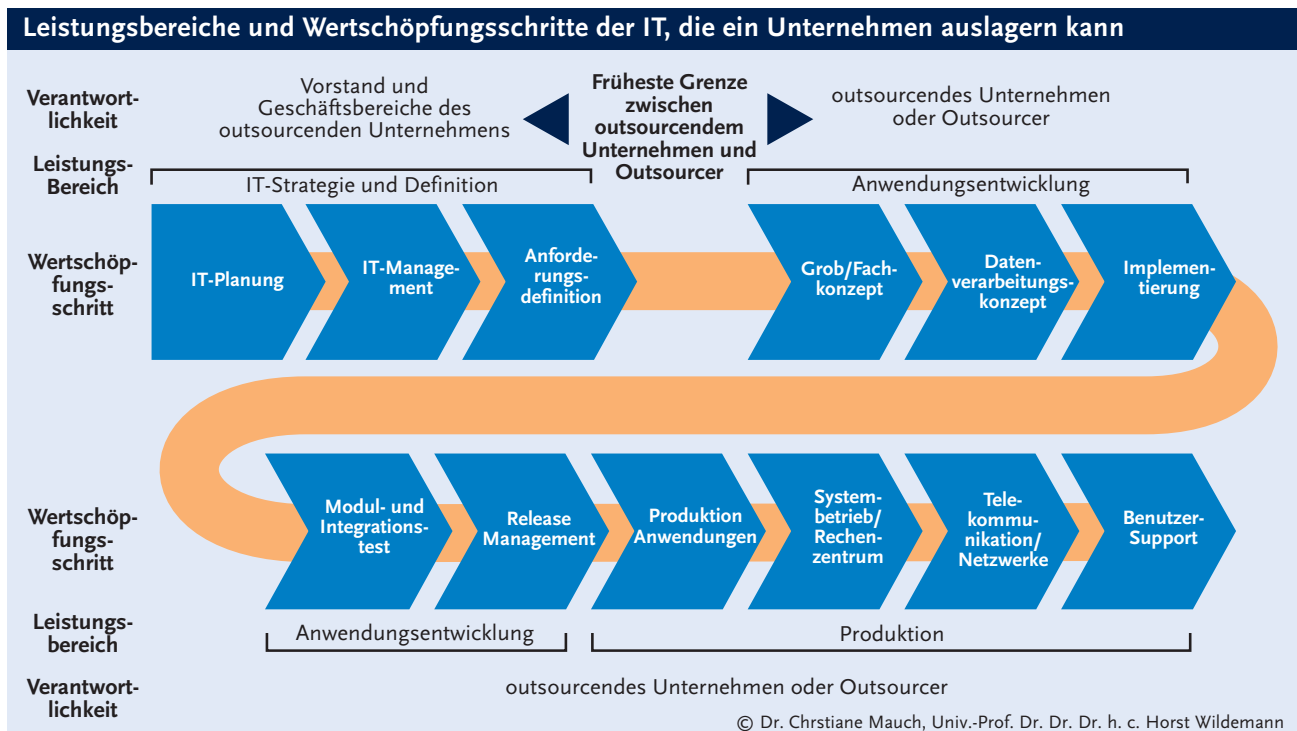 Leistungsbereiche und Wertschöpfungsschritte der IT, die ein Unternehmen auslagern kann
Verantwort-
lichkeit
Vorstand und
Geschäftsbereiche des
outsourcenden Unternehmens
Früheste Grenze
zwischen
outsourcendem
Unternehmen und
Outsourcer
outsourcendes Unternehmen
oder Outsourcer
Leistungs-
Bereich
IT-Strategie und Definition
Anwendungsentwicklung
Wertschöp-
fungs-
schritt
IT-Planung
IT-Manage-
ment
Anforde-
rungs-
definition
Grob/Fach-
konzept
Daten-
verarbeitungs-
konzept
Implemen-
tierung
Wertschöp-
fungs-
schritt
Modul- und
Integrations-
test
Release
Management
Produktion
Anwendungen
System-
betrieb/
Rechen-
zentrum
Tele-
kommu-
nikation/
Netzwerke
Benutzer-
Support
Leistungs-
bereich
Anwendungsentwicklung
Produktion
Verantwort-
lichkeit
outsourcendes Unternehmen oder Outsourcer
© Dr. Chrstiane Mauch, Univ.-Prof. Dr. Dr. Dr. h. c. Horst Wildemann